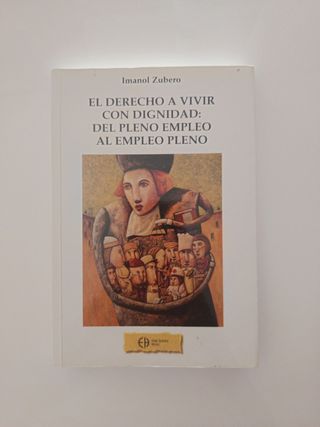 Imanol Zubero
EL DERECHO A VIVIR
CON DIGNIDAD:
DEL PLENO EMPLEO
AL EMPLEO PLENO